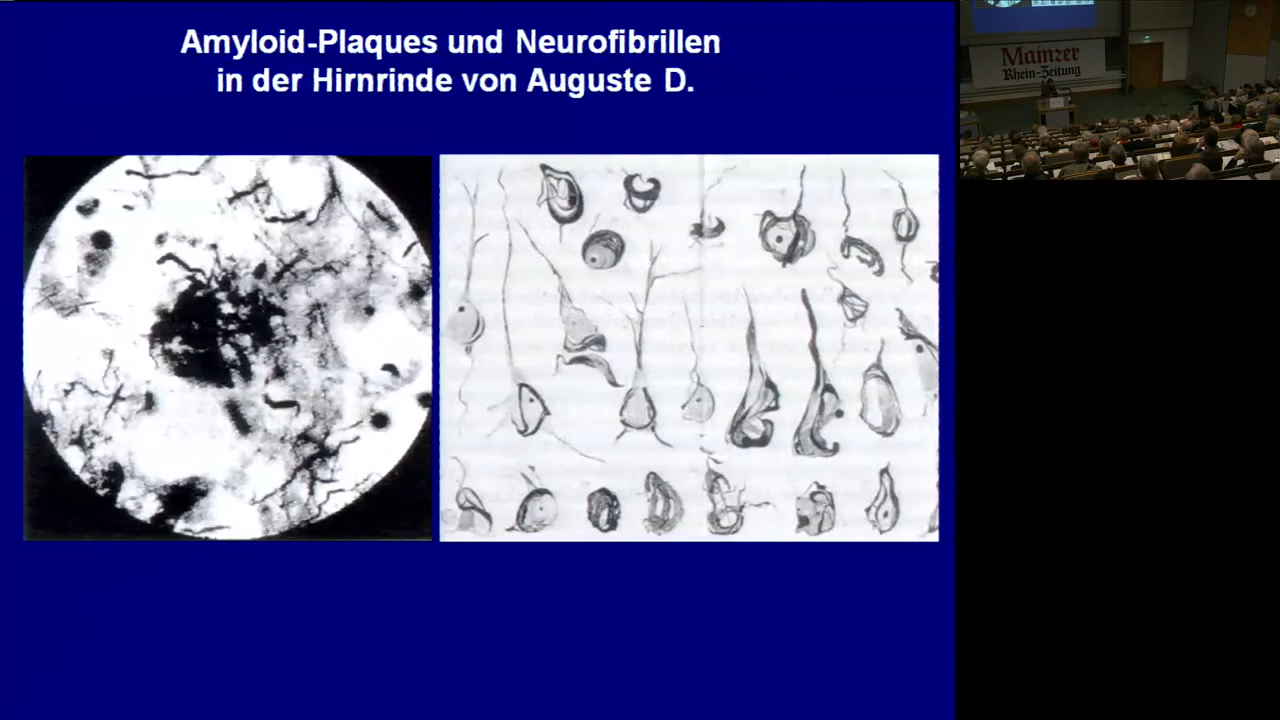 Amyloid-Plaques und Neurofibrillen
in der Hirnrinde von Auguste D.
Mainzer
Rhein-Zeitung